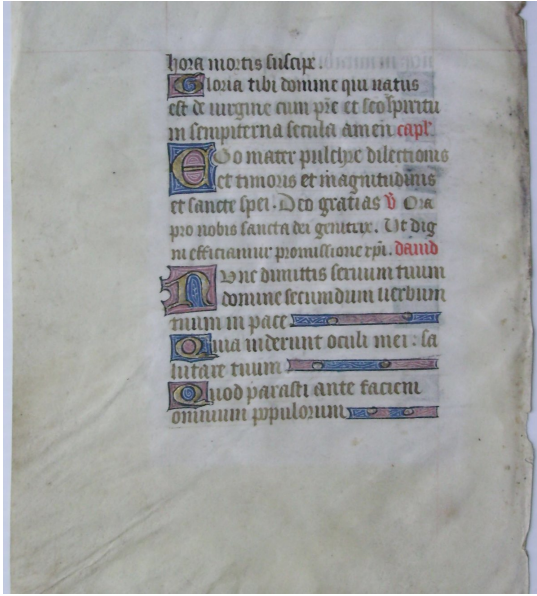 hora mortis suscipe.
Gloria tibi domine qui natus
est de uirgine cum pr̄e et sc̄o spiritu
in sempiterna secula amen capl̄.
Ego mater pulchre dilectionis
et timoris et magnitudinis
et sancte spei. Deo gratias v̄ Ora
pro nobis sancta dei genitrix. Ut dig
ni efficiamur promissione xp̄i. dauid
Nunc dimittis seruum tuum
domine secundum uerbum
tuum in pace
Quia uiderunt oculi mei: sa
lutare tuum
Quod parasti ante faciem
omnium populorum